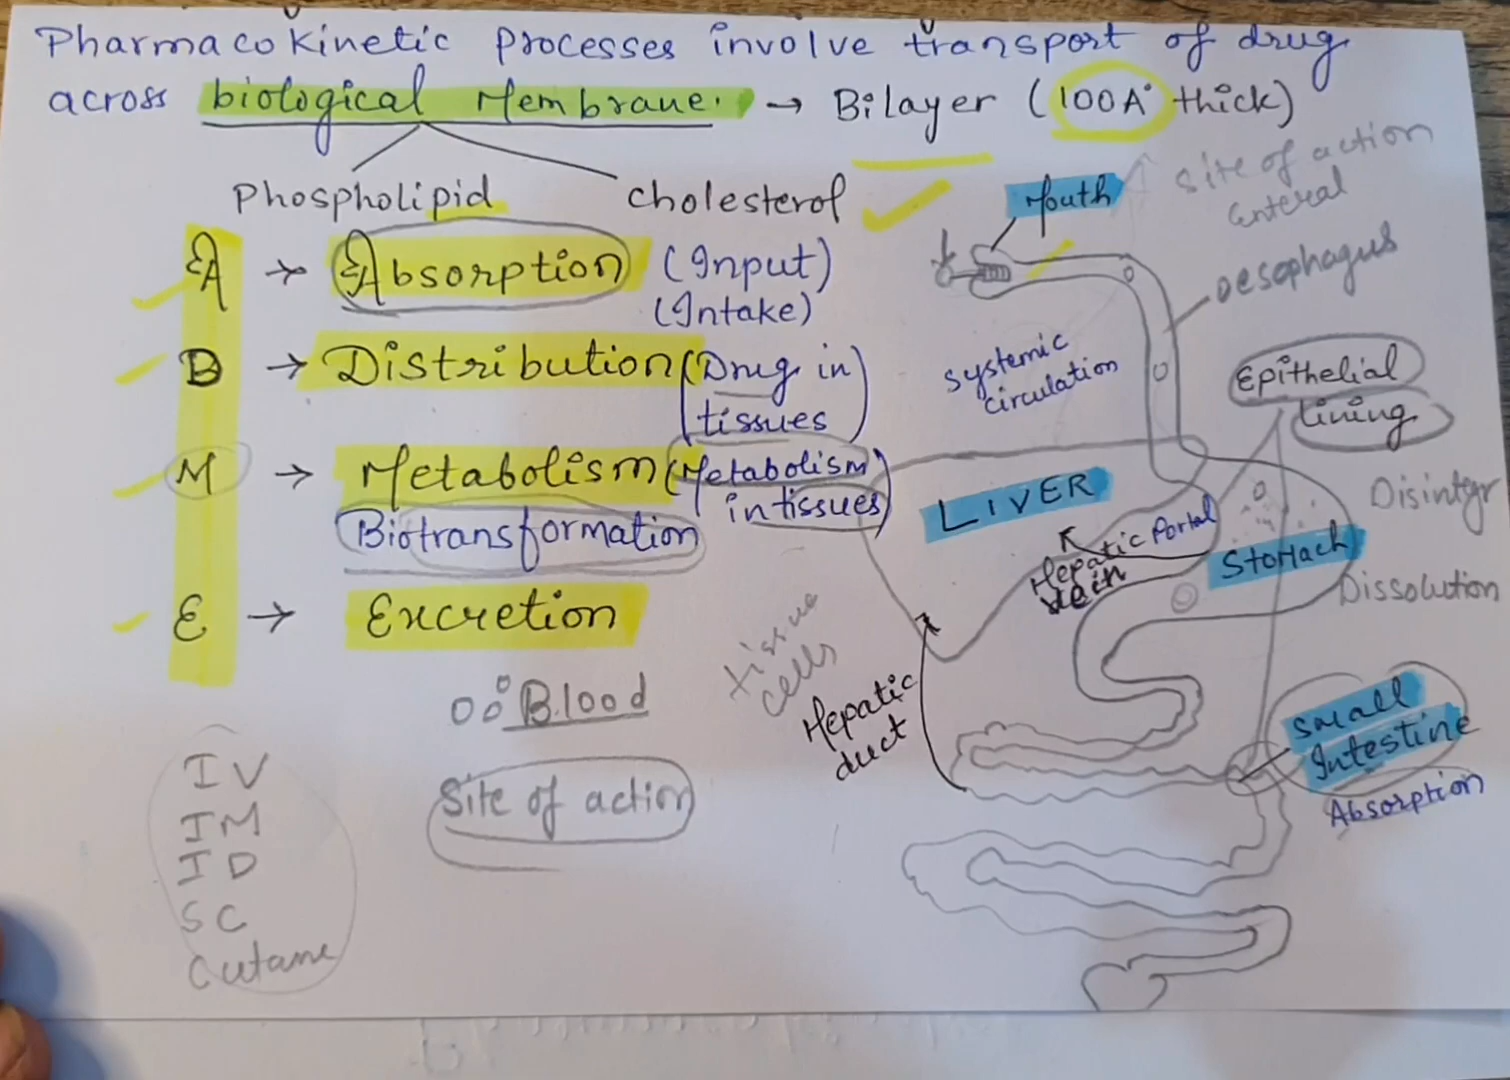 Pharmacokinetic processes involve transport of drug
across biological Membrane. → Bilayer (100A° thick)
Phospholipid
cholesterol
A → Absorption (Input)
(Intake)
D → Distribution (Drug in
tissues)
M → Metabolism (Metabolism
in tissues)
Biotransformation
E → Excretion
Blood
Site of action
IV
IM
ID
SC
Cutane
tissue
cells
Mouth
site of action
enteral
oesophagus
systemic
circulation
Epithelial
lining
LIVER
Disintegr
Hepatic Portal
vein
Stomach
Dissolution
Hepatic
duct
small
Intestine
Absorption